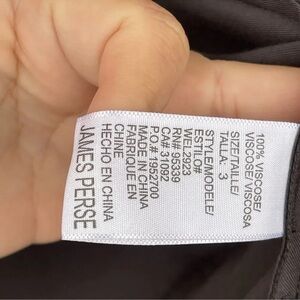 100% VISCOSE/
VISCOSE/ VISCOSA
SIZE/TAILLE/
TALLA: 3
STYLE/MODELE/
ESTILO#
WEL2923
RN# 95339
CA# 31092
P.O.# 1952700
MADE IN CHINA
FABRIQUE EN
CHINE
HECHO EN CHINA
JAMES PERSE